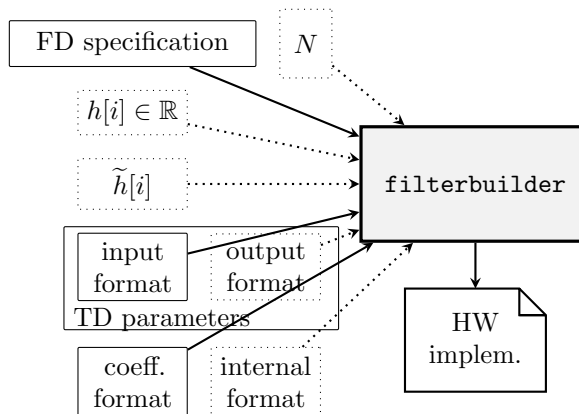 FD specification
N
h[i] ∈ ℝ
h̃[i]
filterbuilder
input
format
output
format
TD parameters
HW
implem.
coeff.
format
internal
format